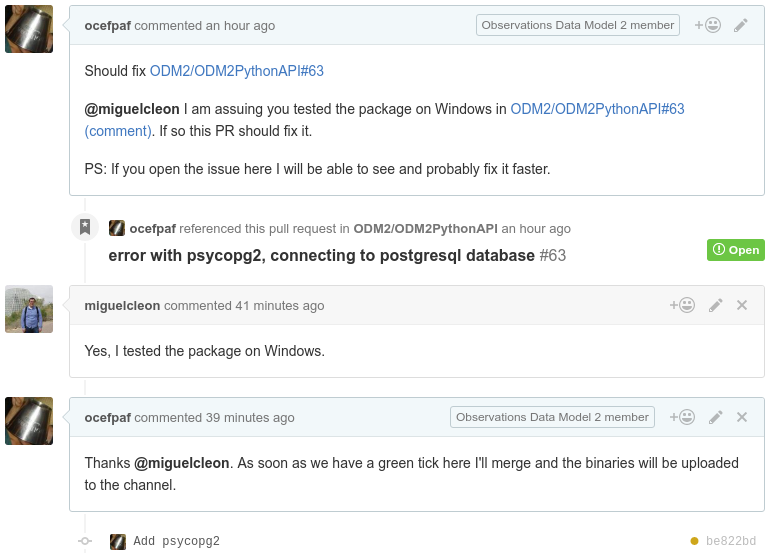 ocefpaf commented an hour ago Observations Data Model 2 member
Should fix ODM2/ODM2PythonAPI#63
@miguelcleon I am assuing you tested the package on Windows in ODM2/ODM2PythonAPI#63
(comment). If so this PR should fix it.
PS: If you open the issue here I will be able to see and probably fix it faster.
ocefpaf referenced this pull request in ODM2/ODM2PythonAPI an hour ago
error with psycopg2, connecting to postgresql database #63 Open
miguelcleon commented 41 minutes ago
Yes, I tested the package on Windows.
ocefpaf commented 39 minutes ago Observations Data Model 2 member
Thanks @miguelcleon. As soon as we have a green tick here I'll merge and the binaries will be uploaded
to the channel.
Add psycopg2 be822bd